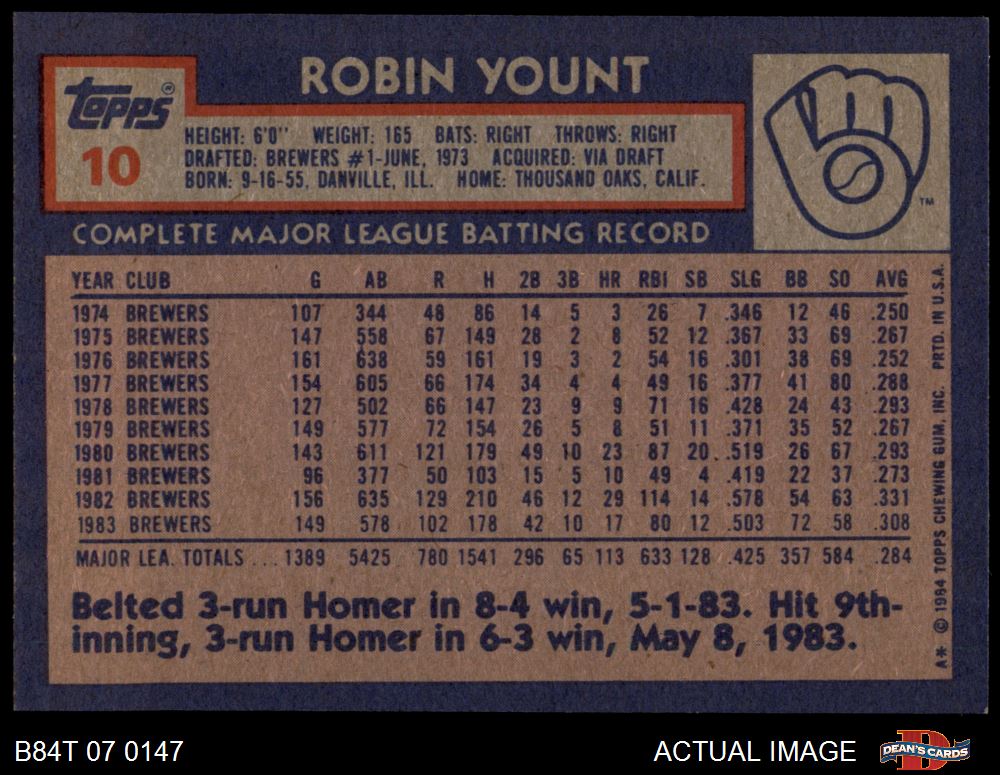 ROBIN YOUNT
Topps®
10
HEIGHT: 6'0" WEIGHT: 165 BATS: RIGHT THROWS: RIGHT
DRAFTED: BREWERS #1-JUNE, 1973 ACQUIRED: VIA DRAFT
BORN: 9-16-55, DANVILLE, ILL. HOME: THOUSAND OAKS, CALIF.
TM
COMPLETE MAJOR LEAGUE BATTING RECORD
YEAR CLUB G AB R H 2B 3B HR RBI SB SLG BB SO AVG
1974 BREWERS 107 344 48 86 14 5 3 26 7 .346 12 46 .250
1975 BREWERS 147 558 67 149 28 2 8 52 12 .367 33 69 .267
1976 BREWERS 161 638 59 161 19 3 2 54 16 .301 38 69 .252
1977 BREWERS 154 605 66 174 34 4 4 49 16 .377 41 80 .288
1978 BREWERS 127 502 66 147 23 9 9 71 16 .428 24 43 .293
1979 BREWERS 149 577 72 154 26 5 8 51 11 .371 35 52 .267
1980 BREWERS 143 611 121 179 49 10 23 87 20 .519 26 67 .293
1981 BREWERS 96 377 50 103 15 5 10 49 4 .419 22 37 .273
1982 BREWERS 156 635 129 210 46 12 29 114 14 .578 54 63 .331
1983 BREWERS 149 578 102 178 42 10 17 80 12 .503 72 58 .308
MAJOR LEA. TOTALS ... 1389 5425 780 1541 296 65 113 633 128 .425 357 584 .284
Belted 3-run Homer in 8-4 win, 5-1-83. Hit 9th-
inning, 3-run Homer in 6-3 win, May 8, 1983.
A* © 1984 TOPPS CHEWING GUM, INC. PRTD. IN U.S.A.
B84T 07 0147
ACTUAL IMAGE
D
DEAN'S CARDS